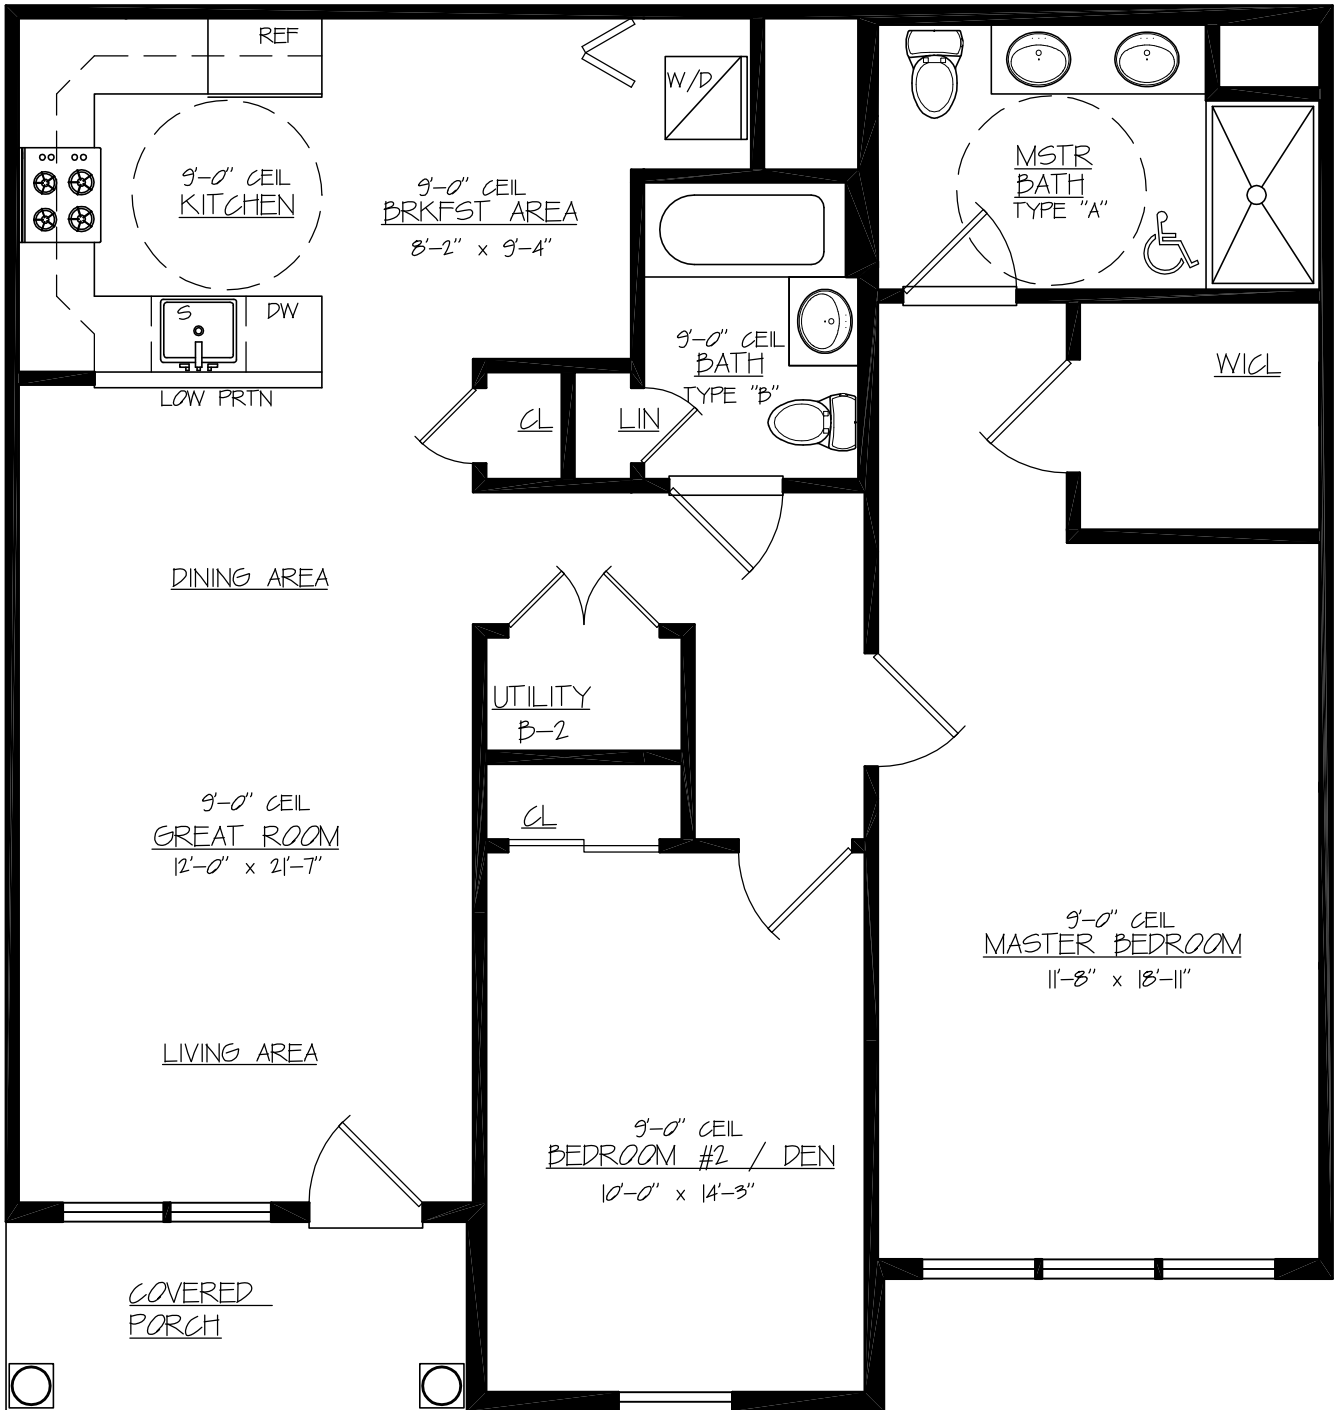 REF
W/D
9'-0" CEIL
KITCHEN
9'-0" CEIL
BRKFST AREA
8'-2" x 9'-4"
MSTR
BATH
TYPE "A"
S
DW
LOW PRTN
9'-0" CEIL
BATH
TYPE "B"
WICL
CL
LIN
DINING AREA
UTILITY
B-2
CL
9'-0" CEIL
GREAT ROOM
12'-0" x 21'-7"
9'-0" CEIL
MASTER BEDROOM
11'-8" x 18'-11"
LIVING AREA
9'-0" CEIL
BEDROOM #2 / DEN
10'-0" x 14'-3"
COVERED
PORCH